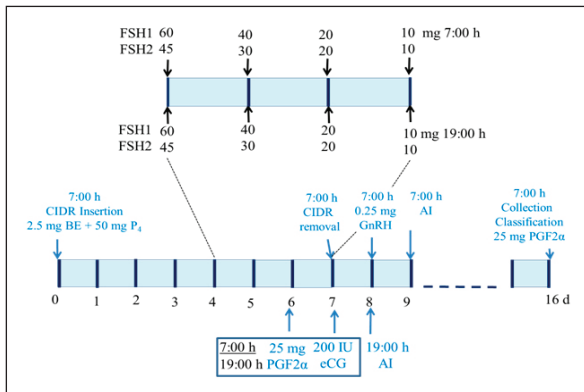 FSH1 60 40 20 10 mg 7:00 h
FSH2 45 30 20 10
FSH1 60 40 20 10 mg 19:00 h
FSH2 45 30 20 10
7:00 h
CIDR Insertion
2.5 mg BE + 50 mg P₄
7:00 h
CIDR
removal
7:00 h
0.25 mg
GnRH
7:00 h
AI
7:00 h
Collection
Classification
25 mg PGF2α
0 1 2 3 4 5 6 7 8 9 16 d
7:00 h 25 mg 200 IU
19:00 h PGF2α eCG
19:00 h
AI